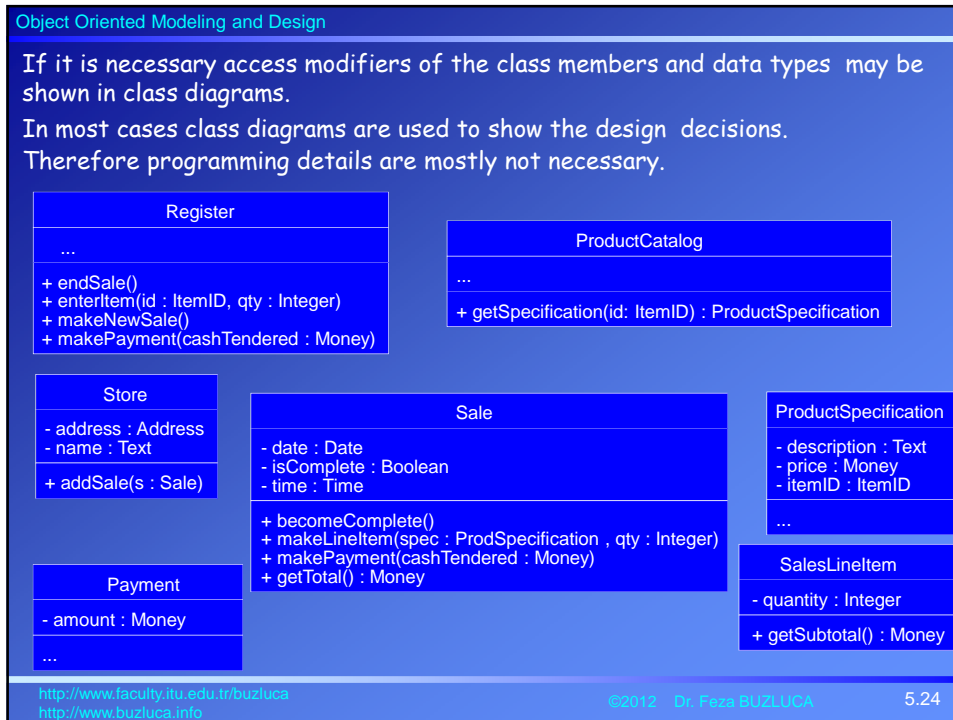 Object Oriented Modeling and Design
If it is necessary access modifiers of the class members and data types may be
shown in class diagrams.
In most cases class diagrams are used to show the design decisions.
Therefore programming details are mostly not necessary.
Register
...
+ endSale()
+ enterItem(id : ItemID, qty : Integer)
+ makeNewSale()
+ makePayment(cashTendered : Money)
ProductCatalog
...
+ getSpecification(id: ItemID) : ProductSpecification
Store
- address : Address
- name : Text
+ addSale(s : Sale)
Sale
- date : Date
- isComplete : Boolean
- time : Time
+ becomeComplete()
+ makeLineItem(spec : ProdSpecification , qty : Integer)
+ makePayment(cashTendered : Money)
+ getTotal() : Money
ProductSpecification
- description : Text
- price : Money
- itemID : ItemID
...
Payment
- amount : Money
...
SalesLineItem
- quantity : Integer
+ getSubtotal() : Money
http://www.faculty.itu.edu.tr/buzluca
http://www.buzluca.info
©2012 Dr. Feza BUZLUCA
5.24